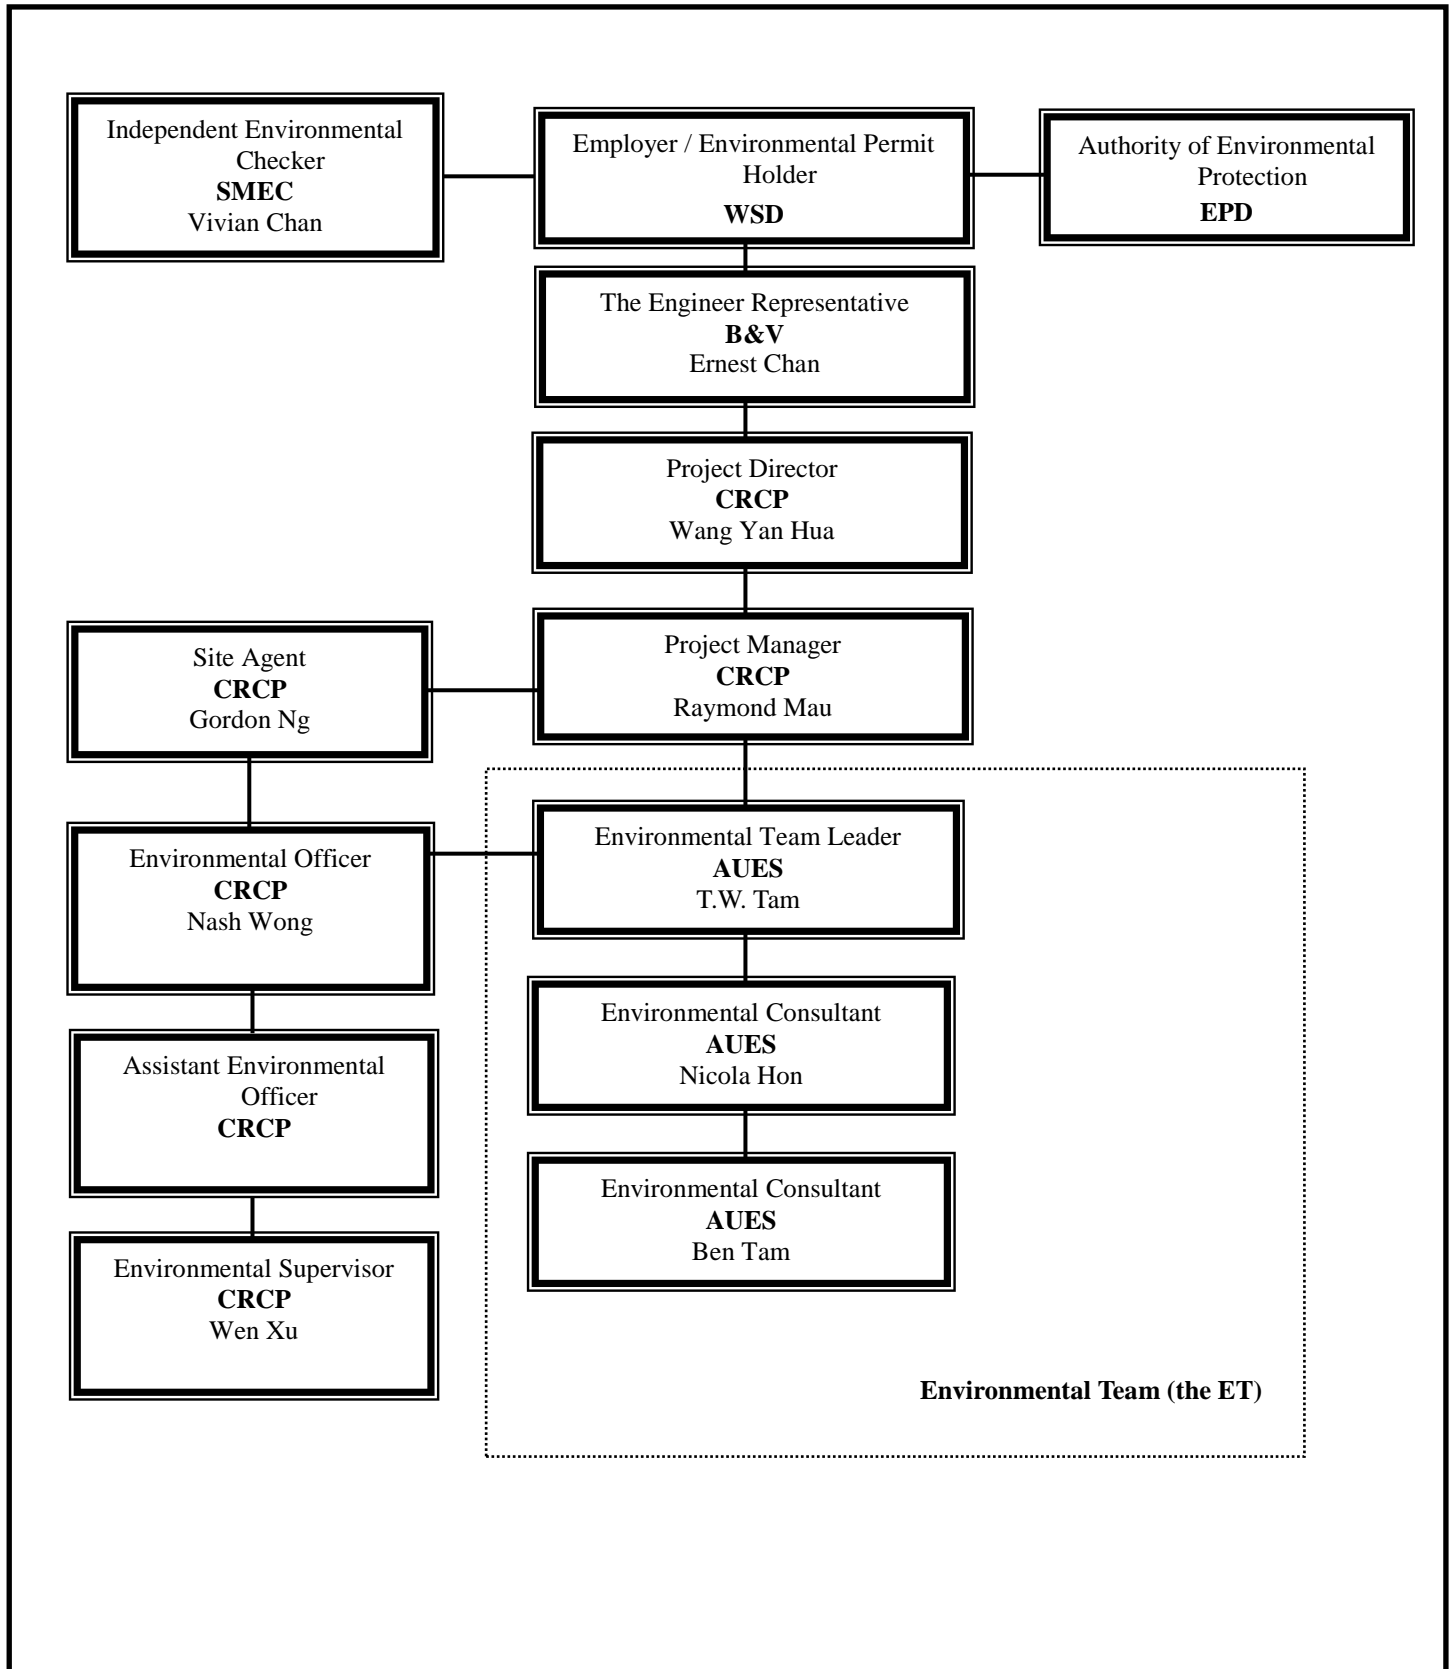 Independent Environmental
Checker
SMEC
Vivian Chan
Employer / Environmental Permit
Holder
WSD
Authority of Environmental
Protection
EPD
The Engineer Representative
B&V
Ernest Chan
Project Director
CRCP
Wang Yan Hua
Project Manager
CRCP
Raymond Mau
Site Agent
CRCP
Gordon Ng
Environmental Team Leader
AUES
T.W. Tam
Environmental Officer
CRCP
Nash Wong
Environmental Consultant
AUES
Nicola Hon
Assistant Environmental
Officer
CRCP
Environmental Consultant
AUES
Ben Tam
Environmental Supervisor
CRCP
Wen Xu
Environmental Team (the ET)